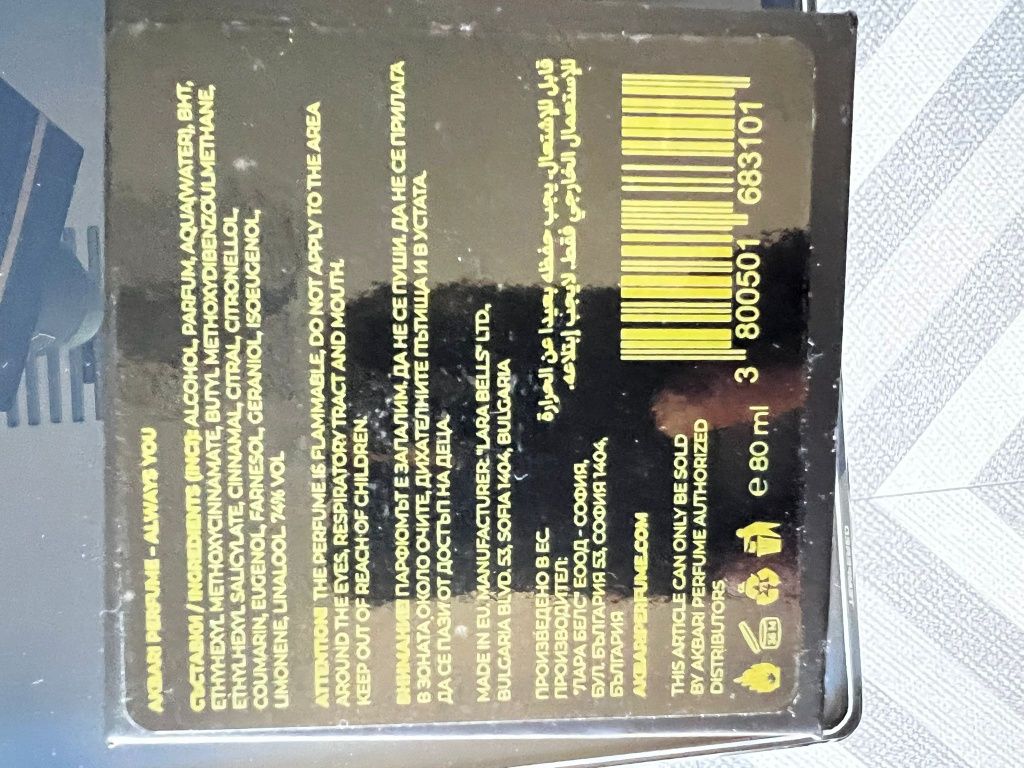 AKBARI PERFUME - ALWAYS YOU
СЪСТАВКИ / INGREDIENTS (INCI): ALCOHOL, PARFUM, AQUA(WATER), BHT,
ETHYHEXYL METHOXYCINNAMATE, BUTYL METHOXYDIBENZOULMETHANE,
ETHYLHEXYL SALICYLATE, CINNAMAL, CITRAL, CITRONELLOL
COUMARIN, EUGENOL, FARNESOL, GERANIOL, ISOEUGENOL,
LIMONENE, LINALOOL. 74% VOL
ATTENTION THE PERFUME IS FLAMMABLE, DO NOT APPLY TO THE AREA
AROUND THE EYES, RESPIRATORY TRACT AND MOUTH.
KEEP OUT OF REACH OF CHILDREN.
ВНИМАНИЕ ПАРФЮМЪТ Е ЗАПАЛИМ, ДА НЕ СЕ ПУШИ, ДА НЕ СЕ ПРИЛАГА
В ЗОНАТА ОКОЛО ОЧИТЕ, ДИХАТЕЛНИТЕ ПЪТИЩА И В УСТАТА.
ДА СЕ ПАЗИ ОТ ДОСТЪП НА ДЕЦА.
MADE IN EU, MANUFACTURER: "LARA BELLS" LTD,
BULGARIA BLVD. 53, SOFIA 1404, BULGARIA
ПРОИЗВЕДЕНО В ЕС.
ПРОИЗВОДИТЕЛ:
"ЛАРА БЕЛС" ЕООД - СОФИЯ,
БУЛ. БЪЛГАРИЯ 53, СОФИЯ 1404,
БЪЛГАРИЯ
قابل للإشتعال يجب حفظه بعيدا عن الحرارة
للإستعمال الخارجي فقط لايجب إبتلاعه.
AKBARIPERFUME.COM
THIS ARTICLE CAN ONLY BE SOLD
BY AKBARI PERFUME AUTHORIZED
DISTRIBUTORS
℮ 80 ml
3 800501 683101